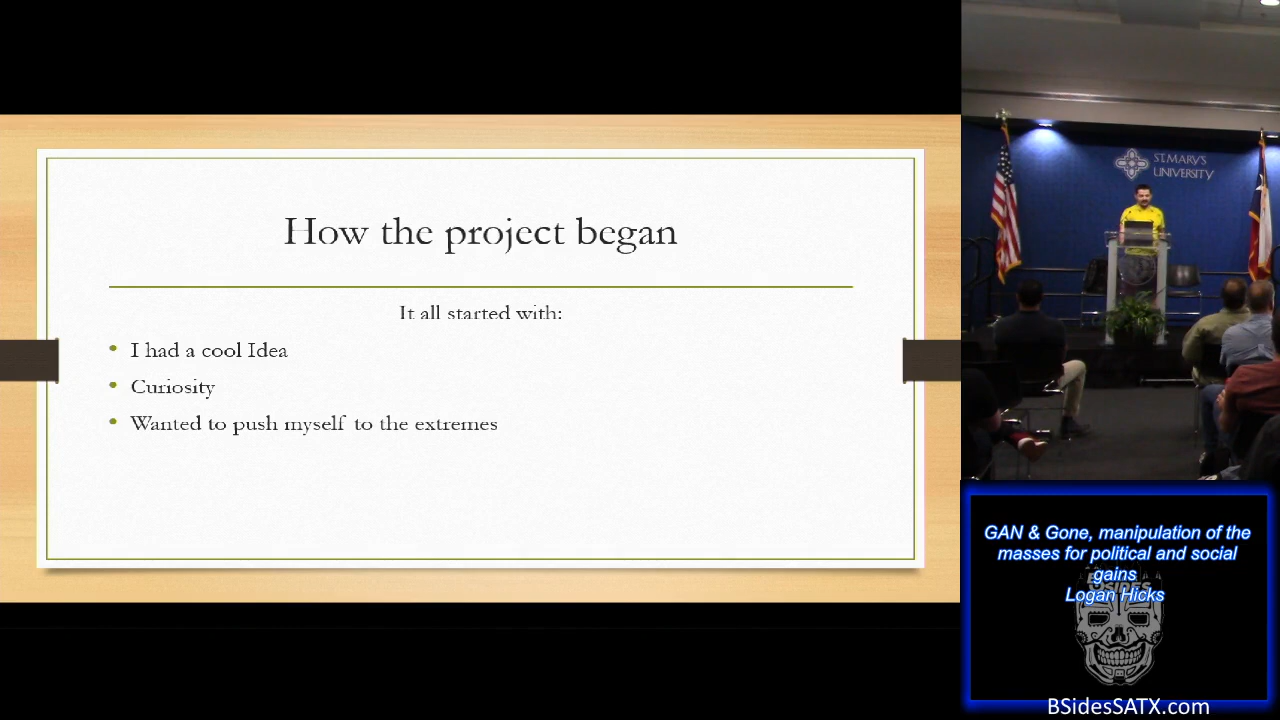 How the project began
It all started with:
I had a cool Idea
Curiosity
Wanted to push myself to the extremes
ST. MARY'S
UNIVERSITY
GAN & Gone, manipulation of the
masses for political and social
gains
Logan Hicks
BSIDES
BSidesSATX.com